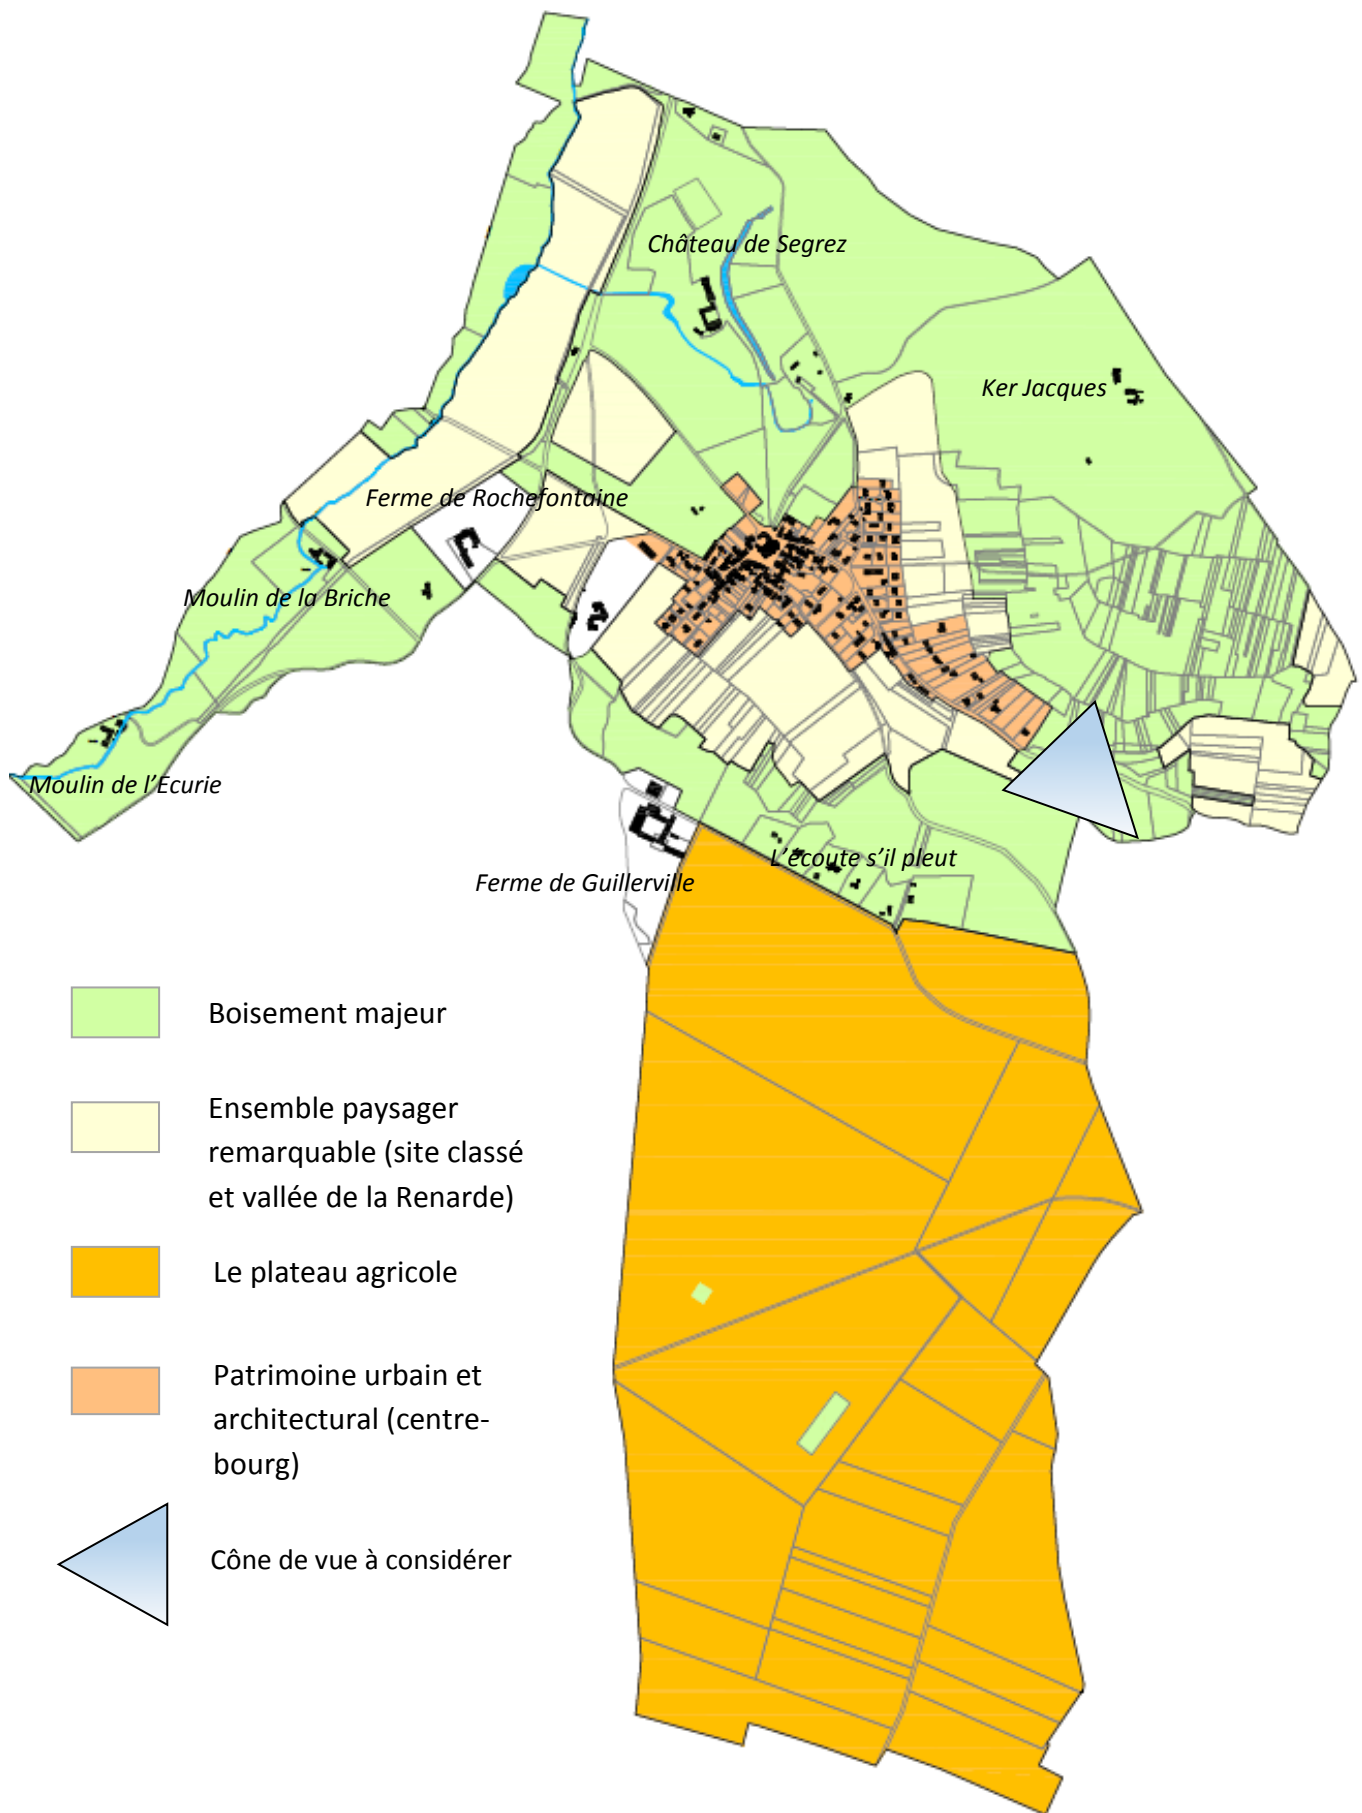 Château de Segrez
Ker Jacques
Ferme de Rochefontaine
Moulin de la Briche
Moulin de l’Ecurie
L’écoute s’il pleut
Ferme de Guillerville
Boisement majeur
Ensemble paysager
remarquable (site classé
et vallée de la Renarde)
Le plateau agricole
Patrimoine urbain et
architectural (centre-
bourg)
Cône de vue à considérer